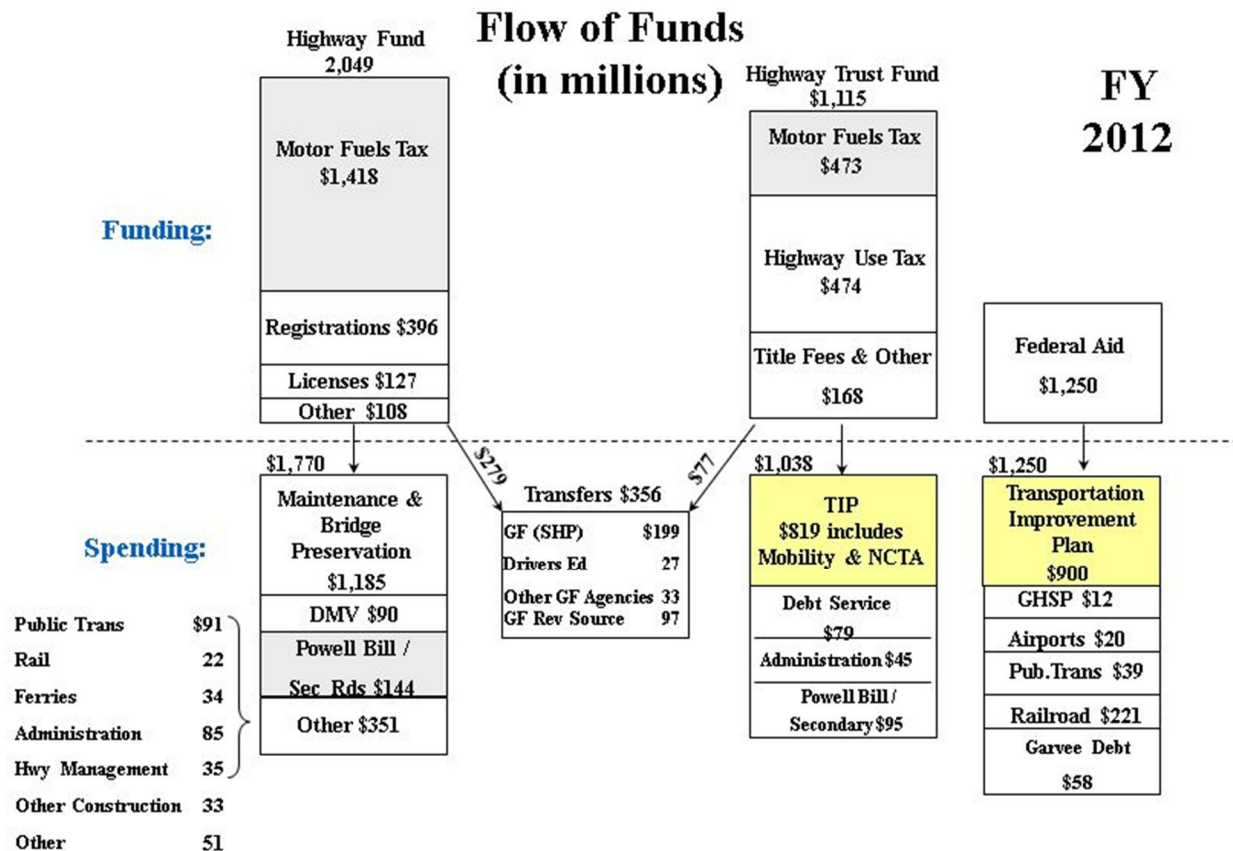 Flow of Funds
(in millions)
FY
2012
Highway Fund
2,049
Motor Fuels Tax
$1,418
Registrations $396
Licenses $127
Other $108
Highway Trust Fund
$1,115
Motor Fuels Tax
$473
Highway Use Tax
$474
Title Fees & Other
$168
Federal Aid
$1,250
Funding:
Spending:
$1,770
Maintenance &
Bridge
Preservation
$1,185
DMV $90
Powell Bill /
Sec Rds $144
Other $351
Public Trans $91
Rail 22
Ferries 34
Administration 85
Hwy Management 35
Other Construction 33
Other 51
$279
$77
Transfers $356
GF (SHP) $199
Drivers Ed 27
Other GF Agencies 33
GF Rev Source 97
$1,038
TIP
$819 includes
Mobility & NCTA
Debt Service
$79
Administration $45
Powell Bill /
Secondary $95
$1,250
Transportation
Improvement
Plan
$900
GHSP $12
Airports $20
Pub.Trans $39
Railroad $221
Garvee Debt
$58